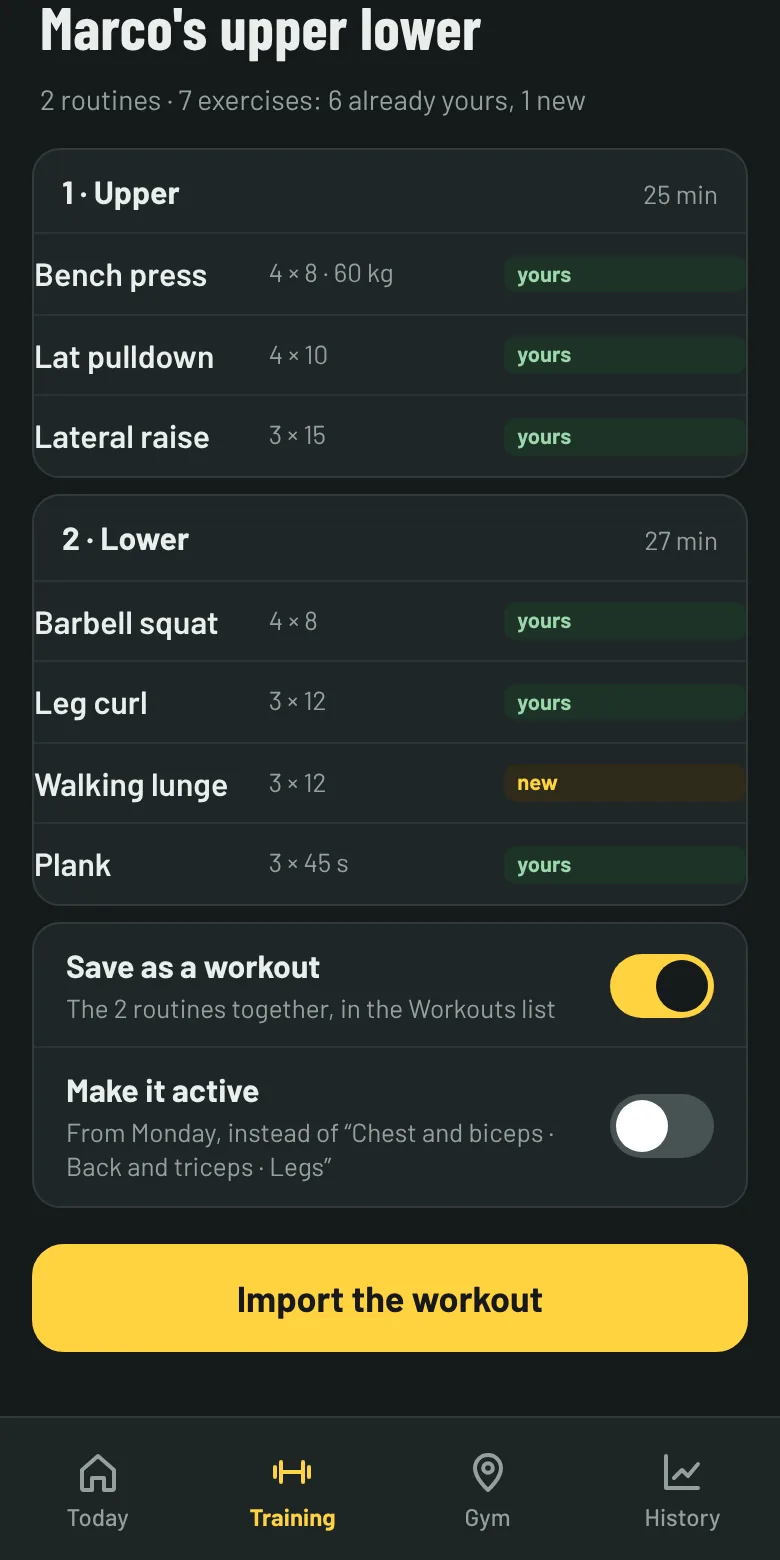 Marco's upper lower
2 routines · 7 exercises: 6 already yours, 1 new
1 · Upper 25 min
Bench press 4 × 8 · 60 kg yours
Lat pulldown 4 × 10 yours
Lateral raise 3 × 15 yours
2 · Lower 27 min
Barbell squat 4 × 8 yours
Leg curl 3 × 12 yours
Walking lunge 3 × 12 new
Plank 3 × 45 s yours
Save as a workout
The 2 routines together, in the Workouts list
Make it active
From Monday, instead of “Chest and biceps ·
Back and triceps · Legs”
Import the workout
Today Training Gym History